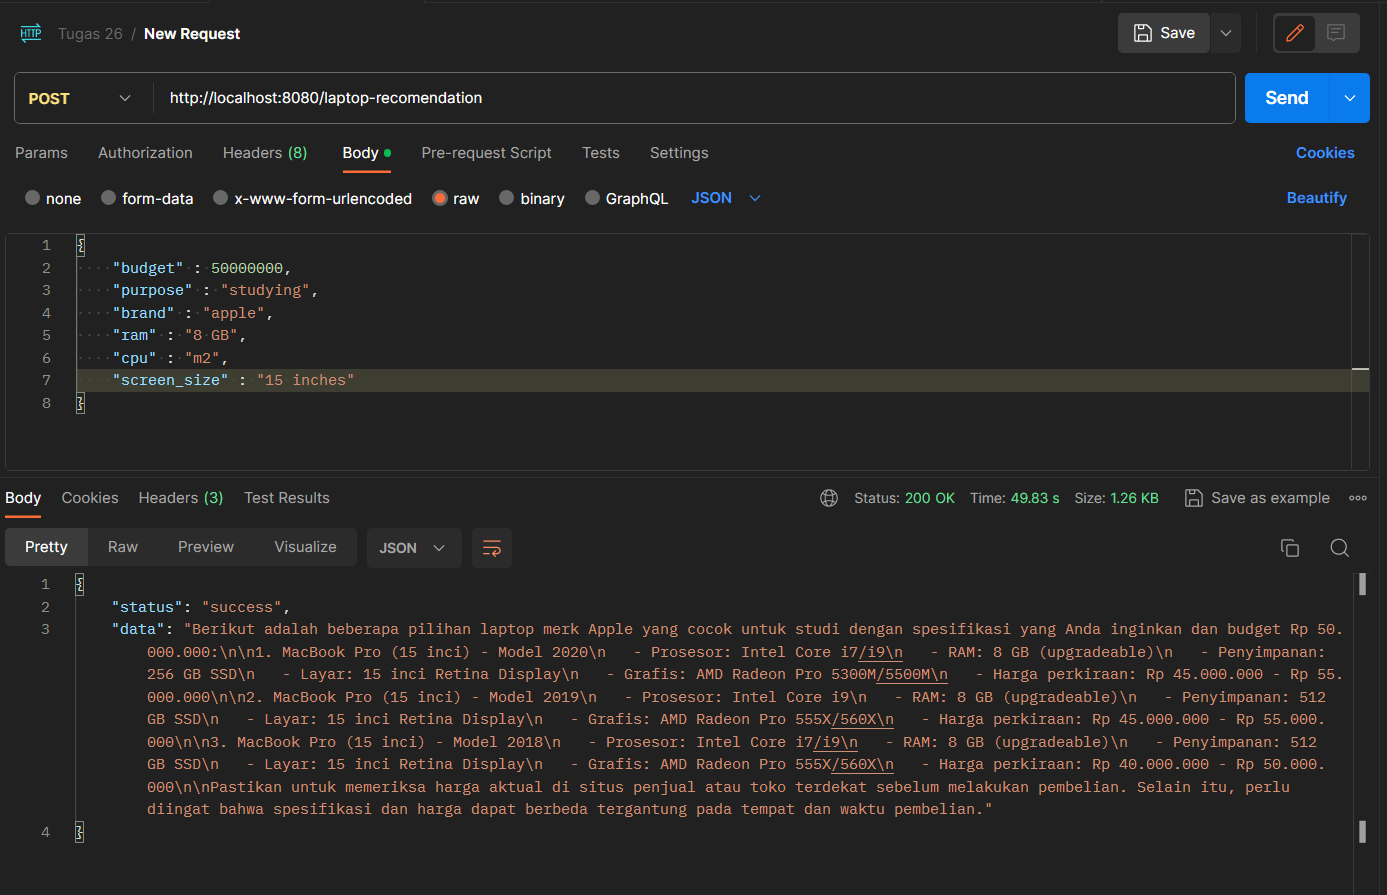 HTTP Tugas 26 / New Request Save
POST http://localhost:8080/laptop-recomendation Send
Params Authorization Headers (8) Body Pre-request Script Tests Settings Cookies
none form-data x-www-form-urlencoded raw binary GraphQL JSON Beautify
1 {
2 "budget" : 50000000,
3 "purpose" : "studying",
4 "brand" : "apple",
5 "ram" : "8 GB",
6 "cpu" : "m2",
7 "screen_size" : "15 inches"
8 }
Body Cookies Headers (3) Test Results Status: 200 OK Time: 49.83 s Size: 1.26 KB Save as example
Pretty Raw Preview Visualize JSON
1 {
2 "status": "success",
3 "data": "Berikut adalah beberapa pilihan laptop merk Apple yang cocok untuk studi dengan spesifikasi yang Anda inginkan dan budget Rp 50.
000.000:\n\n1. MacBook Pro (15 inci) - Model 2020\n   - Prosesor: Intel Core i7/i9\n   - RAM: 8 GB (upgradeable)\n   - Penyimpanan:
256 GB SSD\n   - Layar: 15 inci Retina Display\n   - Grafis: AMD Radeon Pro 5300M/5500M\n   - Harga perkiraan: Rp 45.000.000 - Rp 55.
000.000\n\n2. MacBook Pro (15 inci) - Model 2019\n   - Prosesor: Intel Core i9\n   - RAM: 8 GB (upgradeable)\n   - Penyimpanan: 512
GB SSD\n   - Layar: 15 inci Retina Display\n   - Grafis: AMD Radeon Pro 555X/560X\n   - Harga perkiraan: Rp 45.000.000 - Rp 55.000.
000\n\n3. MacBook Pro (15 inci) - Model 2018\n   - Prosesor: Intel Core i7/i9\n   - RAM: 8 GB (upgradeable)\n   - Penyimpanan: 512
GB SSD\n   - Layar: 15 inci Retina Display\n   - Grafis: AMD Radeon Pro 555X/560X\n   - Harga perkiraan: Rp 40.000.000 - Rp 50.000.
000\n\nPastikan untuk memeriksa harga aktual di situs penjual atau toko terdekat sebelum melakukan pembelian. Selain itu, perlu
diingat bahwa spesifikasi dan harga dapat berbeda tergantung pada tempat dan waktu pembelian."
4 }